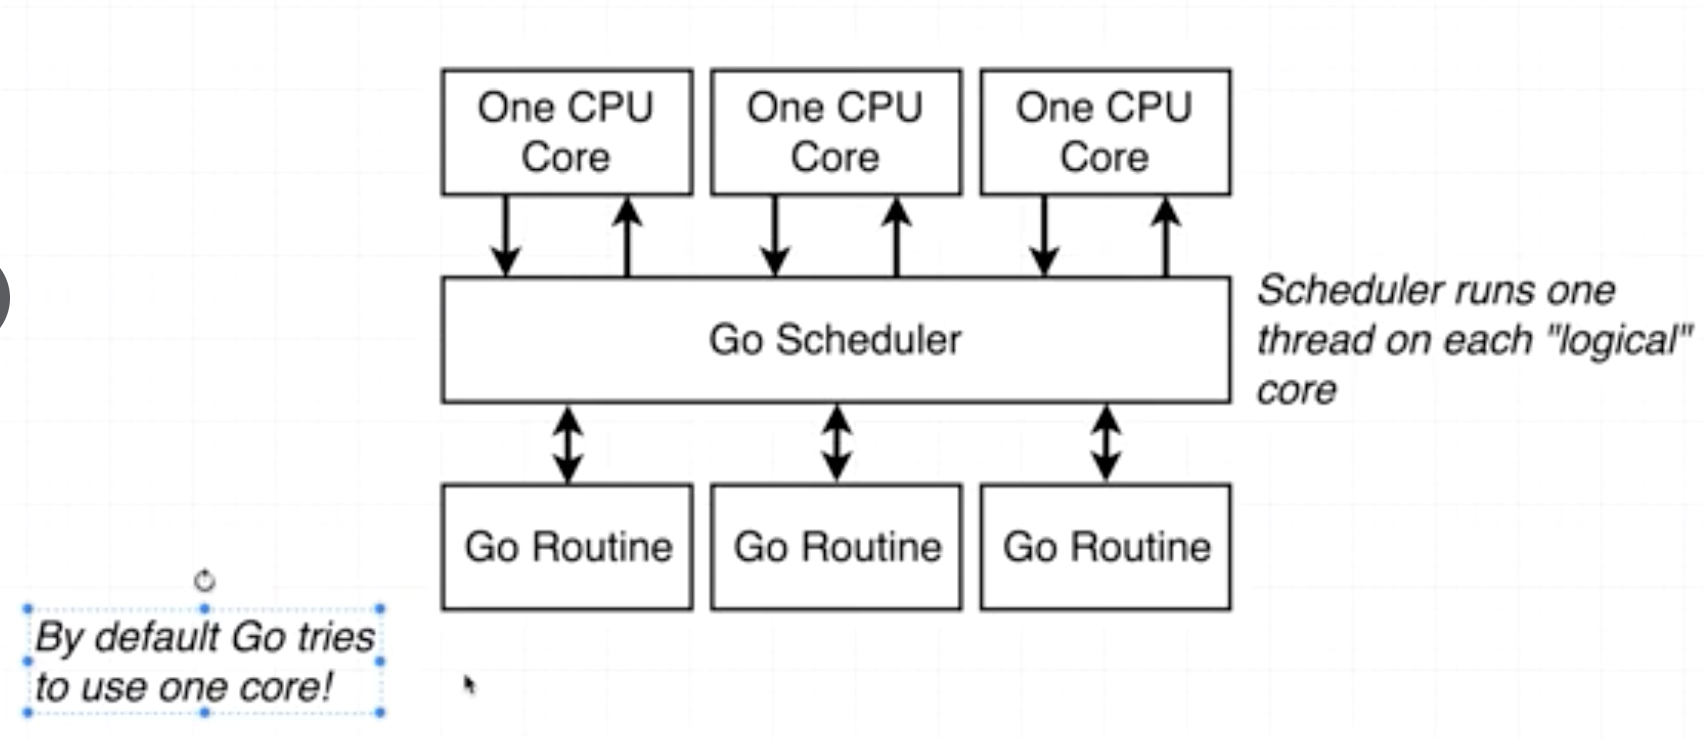 One CPU
Core
One CPU
Core
One CPU
Core
Go Scheduler
Scheduler runs one
thread on each "logical"
core
Go Routine
Go Routine
Go Routine
By default Go tries
to use one core!